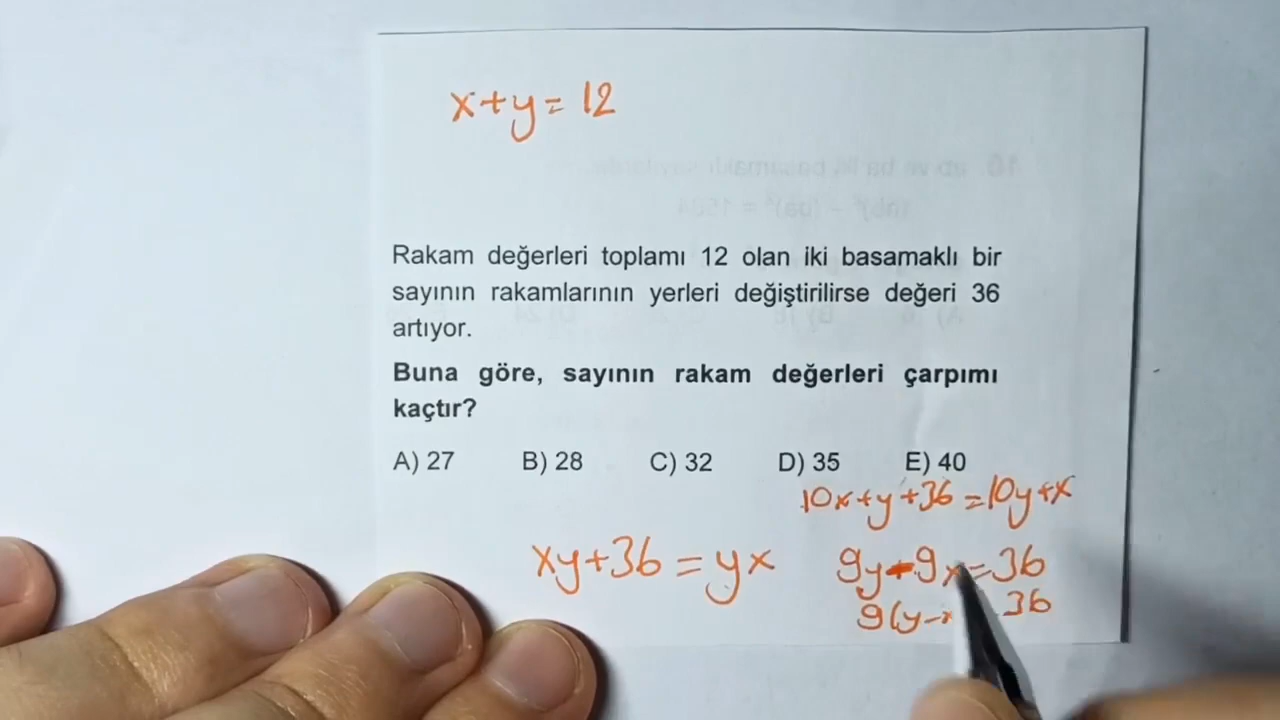 x+y=12
Rakam değerleri toplamı 12 olan iki basamaklı bir
sayının rakamlarının yerleri değiştirilirse değeri 36
artıyor.
Buna göre, sayının rakam değerleri çarpımı
kaçtır?
A) 27 B) 28 C) 32 D) 35 E) 40
10x+y+36=10y+x
xy+36=yx
9y-9x=36
9(y-x 36